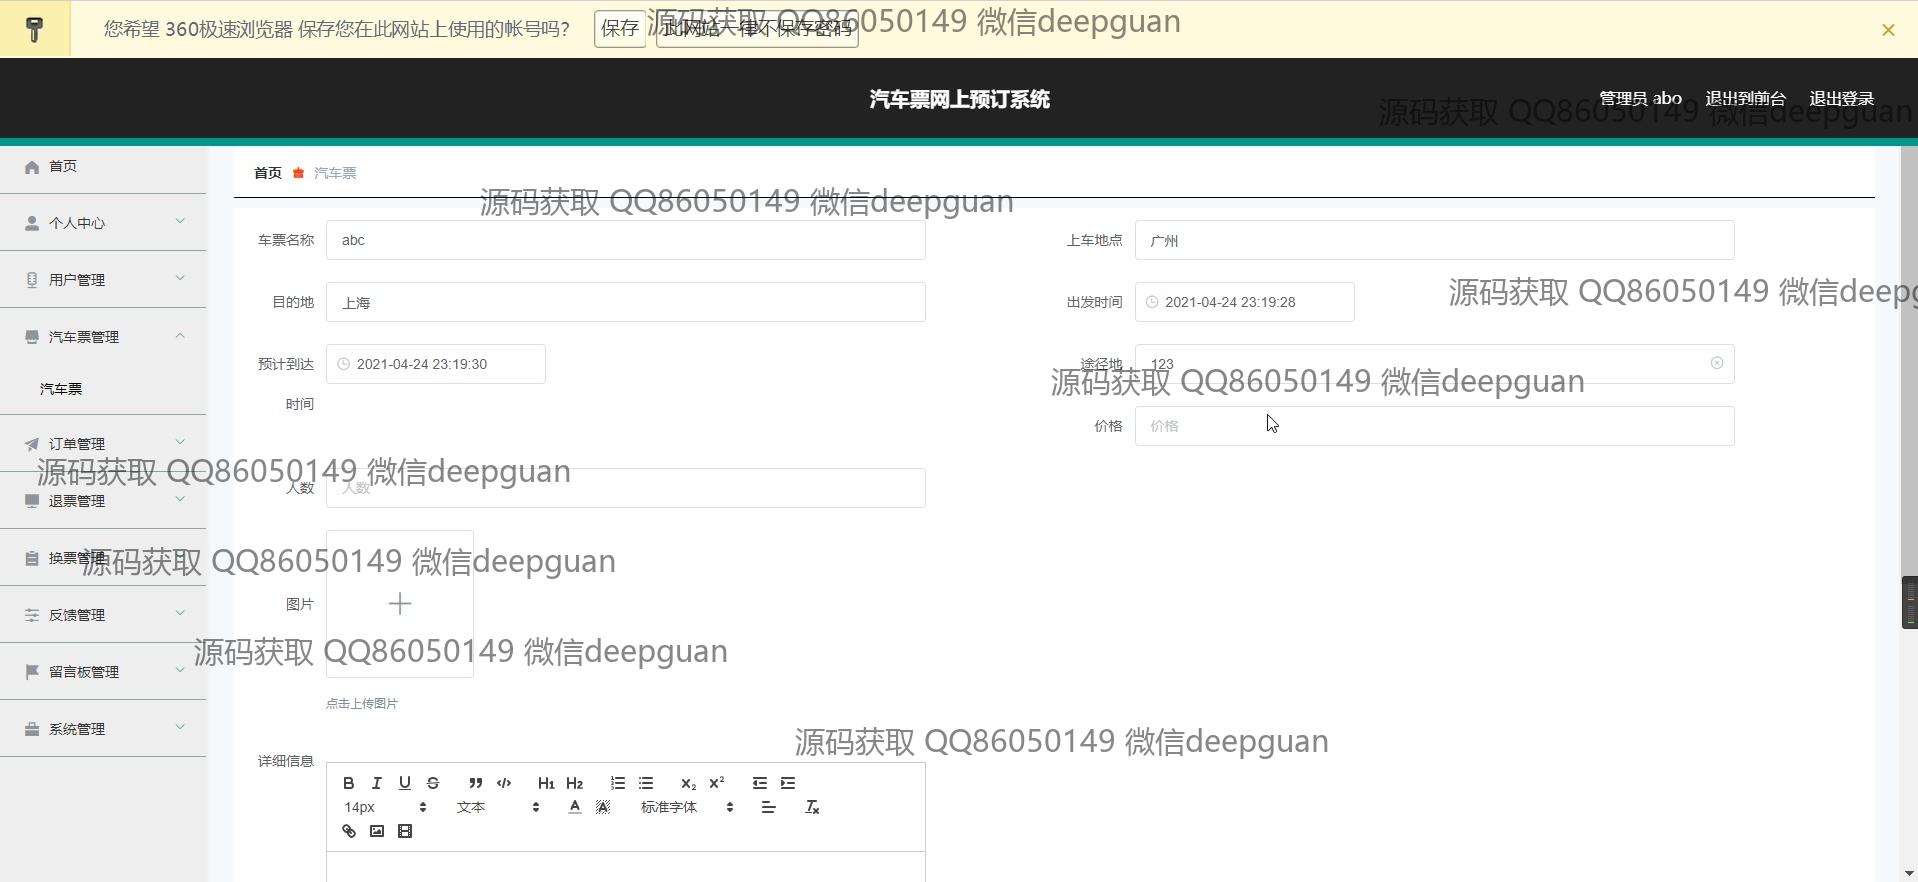 您希望 360极速浏览器 保存您在此网站上使用的帐号吗？ 保存 此网站一律不保存密码
源码获取 QQ86050149 微信deepguan
汽车票网上预订系统
管理员 abo 退出到前台 退出登录
源码获取 QQ86050149 微信deepguan
首页
个人中心
用户管理
汽车票管理
汽车票
订单管理
退票管理
换票管理
反馈管理
留言板管理
系统管理
首页 汽车票
源码获取 QQ86050149 微信deepguan
车票名称 abc
上车地点 广州
目的地 上海
出发时间 2021-04-24 23:19:28
源码获取 QQ86050149 微信deepg
预计到达 2021-04-24 23:19:30
时间
途径地 123
源码获取 QQ86050149 微信deepguan
价格 价格
源码获取 QQ86050149 微信deepguan
人数 人数
源码获取 QQ86050149 微信deepguan
图片
源码获取 QQ86050149 微信deepguan
点击上传图片
源码获取 QQ86050149 微信deepguan
详细信息
B I U S H1 H2 X2 X2
14px 文本 A A 标准字体 Tx